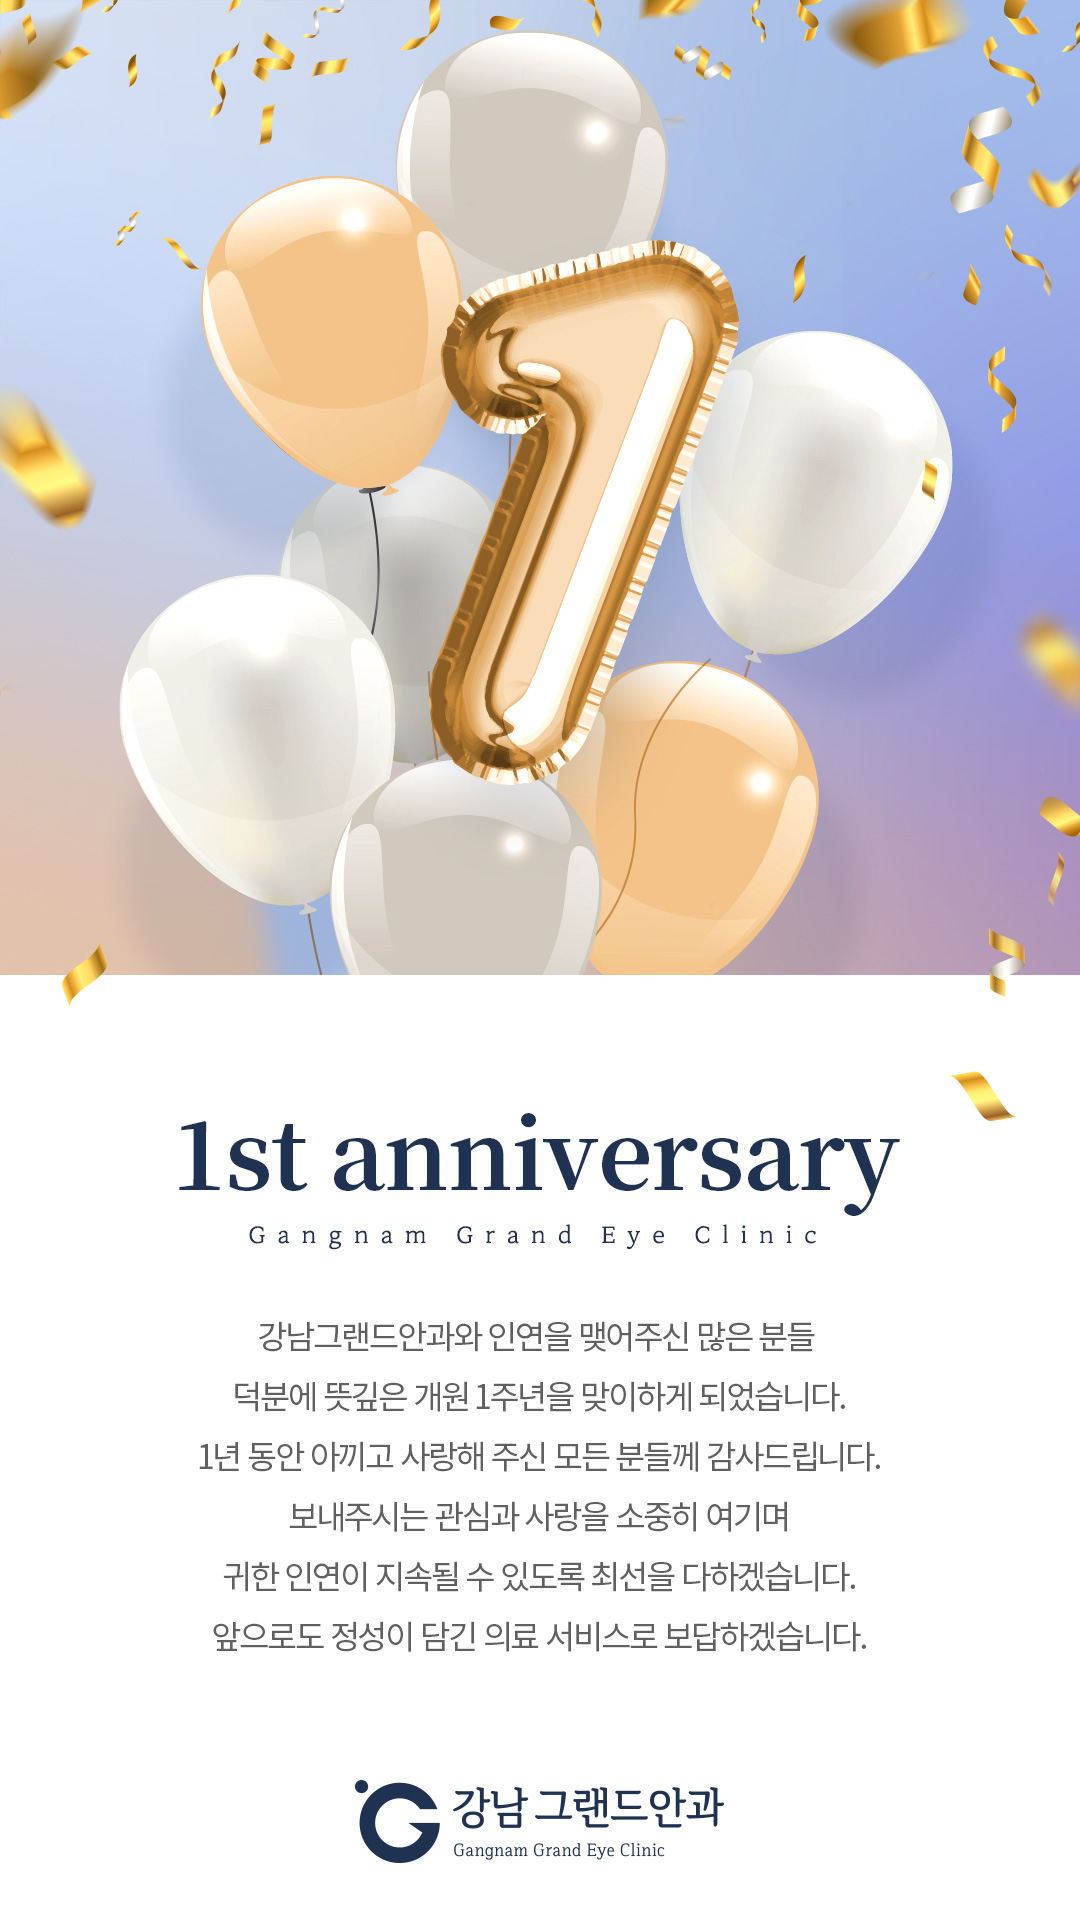 1st anniversary
Gangnam Grand Eye Clinic
강남그랜드안과와 인연을 맺어주신 많은 분들
덕분에 뜻깊은 개원 1주년을 맞이하게 되었습니다.
1년 동안 아끼고 사랑해 주신 모든 분들께 감사드립니다.
보내주시는 관심과 사랑을 소중히 여기며
귀한 인연이 지속될 수 있도록 최선을 다하겠습니다.
앞으로도 정성이 담긴 의료 서비스로 보답하겠습니다.
강남 그랜드안과
Gangnam Grand Eye Clinic